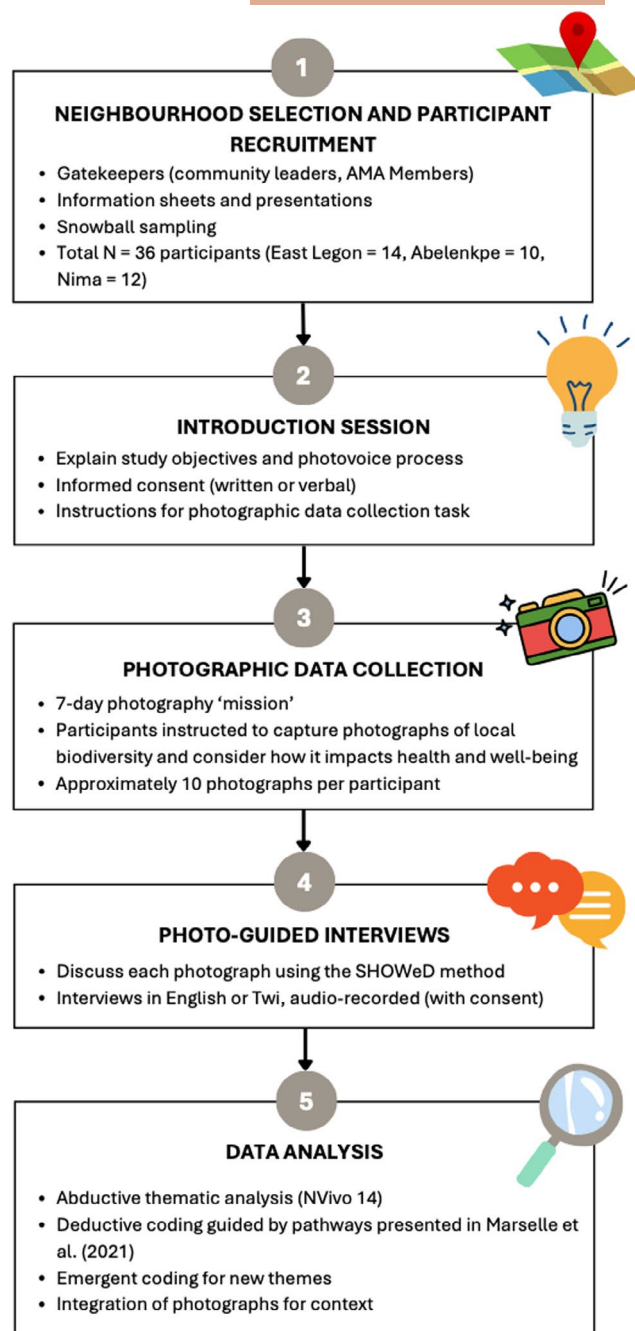 1
NEIGHBOURHOOD SELECTION AND PARTICIPANT
RECRUITMENT
• Gatekeepers (community leaders, AMA Members)
• Information sheets and presentations
• Snowball sampling
• Total N = 36 participants (East Legon = 14, Abelenkpe = 10,
Nima = 12)
2
INTRODUCTION SESSION
• Explain study objectives and photovoice process
• Informed consent (written or verbal)
• Instructions for photographic data collection task
3
PHOTOGRAPHIC DATA COLLECTION
• 7-day photography ‘mission’
• Participants instructed to capture photographs of local
biodiversity and consider how it impacts health and well-being
• Approximately 10 photographs per participant
4
PHOTO-GUIDED INTERVIEWS
• Discuss each photograph using the SHOWeD method
• Interviews in English or Twi, audio-recorded (with consent)
5
DATA ANALYSIS
• Abductive thematic analysis (NVivo 14)
• Deductive coding guided by pathways presented in Marselle et
al. (2021)
• Emergent coding for new themes
• Integration of photographs for context